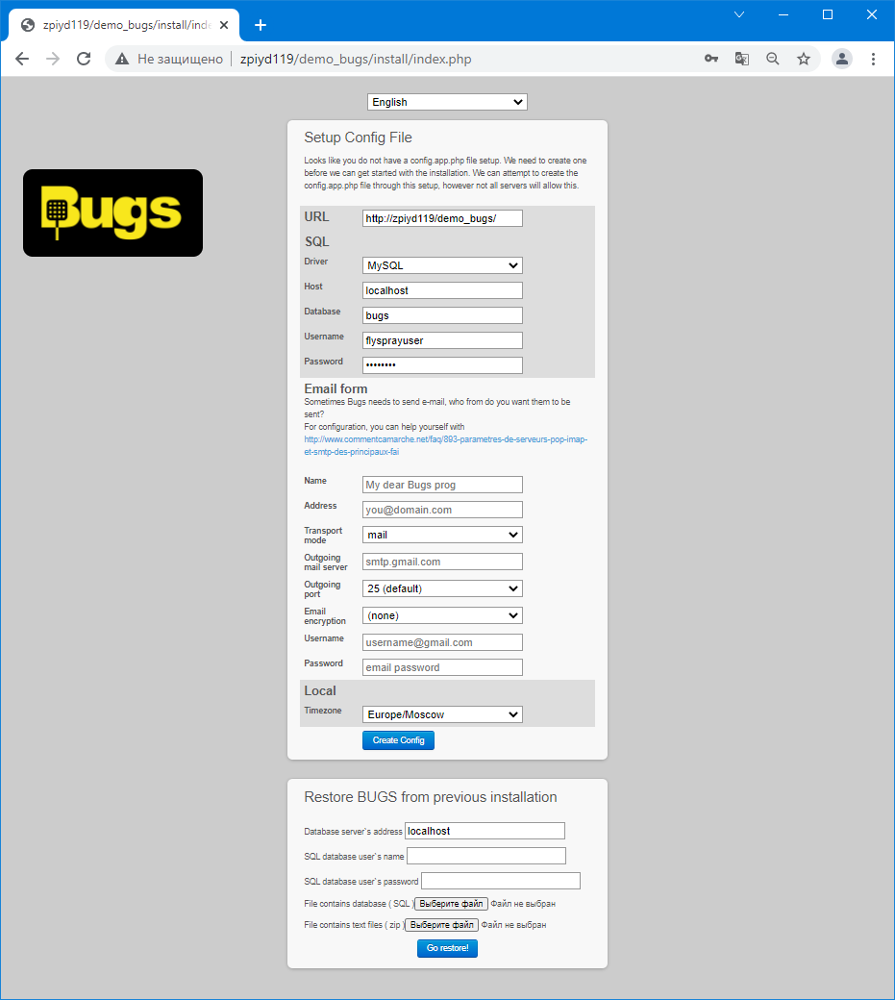 zpiyd119/demo_bugs/install/inde
Не защищено zpiyd119/demo_bugs/install/index.php
English
Bugs
Setup Config File
Looks like you do not have a config.app.php file setup. We need to create one
before we can get started with the installation. We can attempt to create the
config.app.php file through this setup, however not all servers will allow this.
URL http://zpiyd119/demo_bugs/
SQL
Driver MySQL
Host localhost
Database bugs
Username flysprayuser
Password ••••••••
Email form
Sometimes Bugs needs to send e-mail, who from do you want them to be
sent?
For configuration, you can help yourself with
http://www.commentcamarche.net/faq/893-parametres-de-serveurs-pop-imap-
et-smtp-des-principaux-fai
Name My dear Bugs prog
Address you@domain.com
Transport
mode mail
Outgoing
mail server smtp.gmail.com
Outgoing
port 25 (default)
Email
encryption (none)
Username username@gmail.com
Password email password
Local
Timezone Europe/Moscow
Create Config
Restore BUGS from previous installation
Database server`s address localhost
SQL database user`s name
SQL database user`s password
File contains database ( SQL ) Выберите файл Файл не выбран
File contains text files ( zip ) Выберите файл Файл не выбран
Go restore!